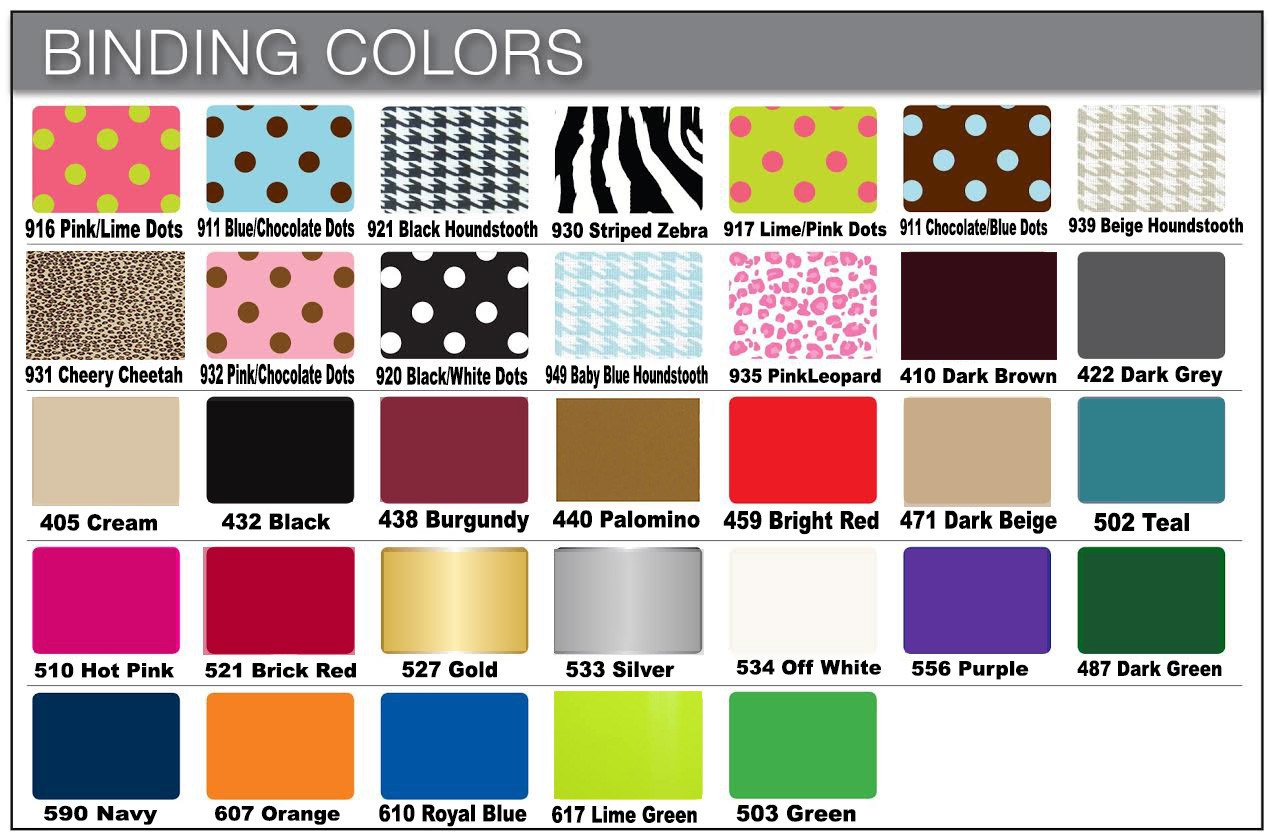 BINDING COLORS
916 Pink/Lime Dots
911 Blue/Chocolate Dots
921 Black Houndstooth
930 Striped Zebra
917 Lime/Pink Dots
911 Chocolate/Blue Dots
939 Beige Houndstooth
931 Cheery Cheetah
932 Pink/Chocolate Dots
920 Black/White Dots
949 Baby Blue Houndstooth
935 PinkLeopard
410 Dark Brown
422 Dark Grey
405 Cream
432 Black
438 Burgundy
440 Palomino
459 Bright Red
471 Dark Beige
502 Teal
510 Hot Pink
521 Brick Red
527 Gold
533 Silver
534 Off White
556 Purple
487 Dark Green
590 Navy
607 Orange
610 Royal Blue
617 Lime Green
503 Green